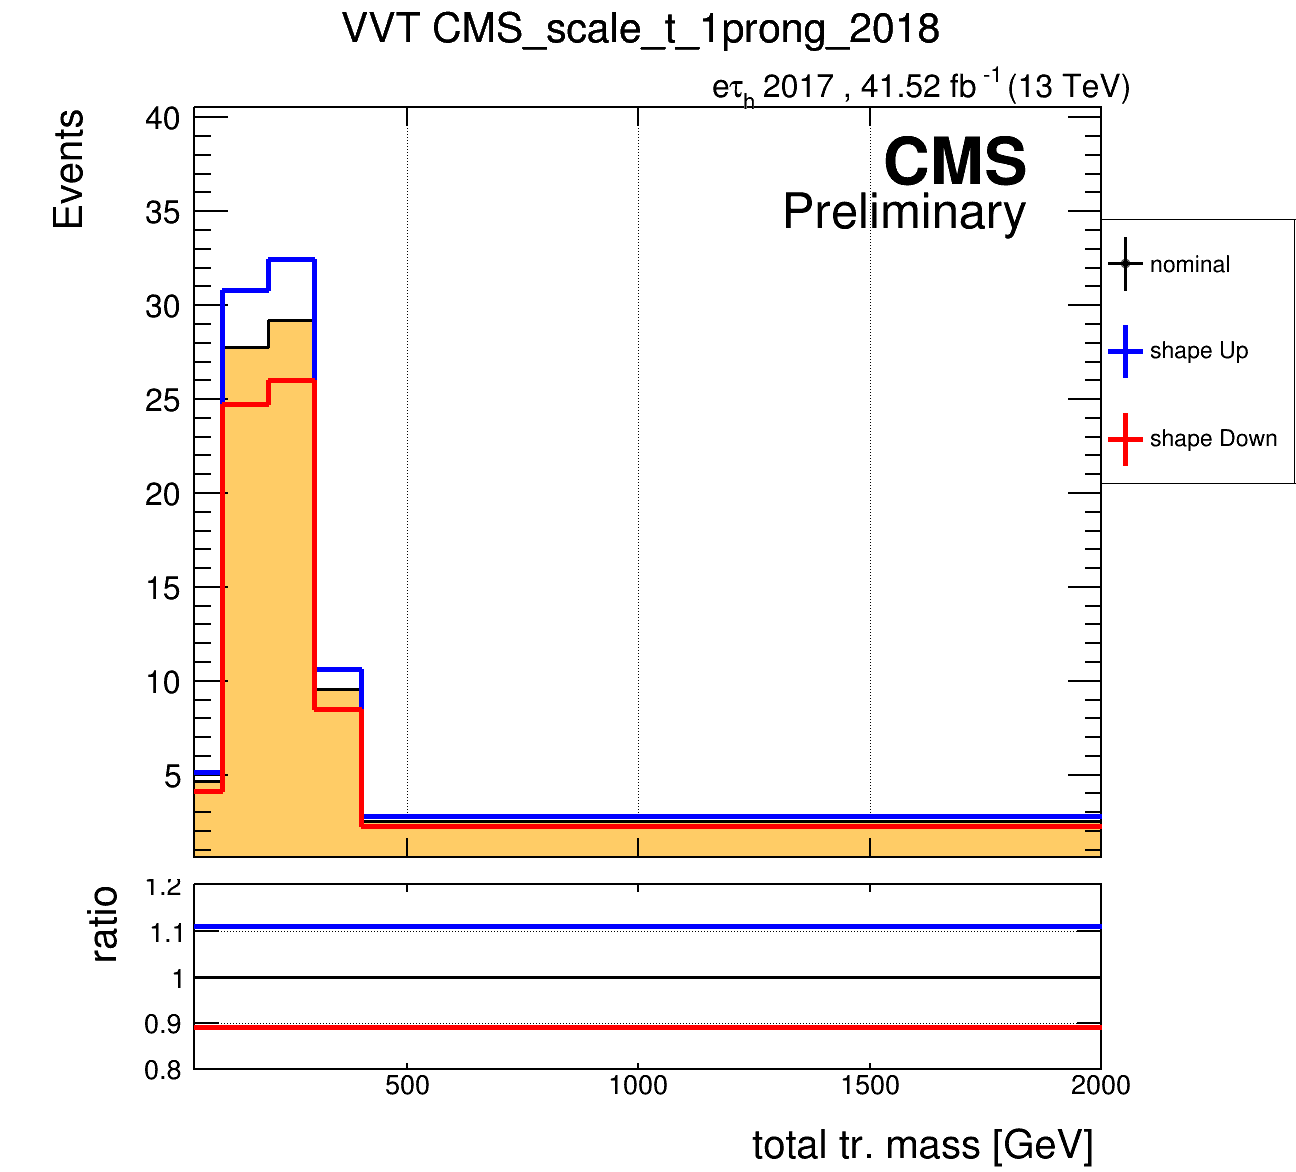 VVT CMS_scale_t_1prong_2018
eτh 2017 , 41.52 fb -1 (13 TeV)
Events
40
35
30
25
20
15
10
5
CMS
Preliminary
nominal
shape Up
shape Down
ratio
1.2
1.1
1
0.9
0.8
500
1000
1500
2000
total tr. mass [GeV]